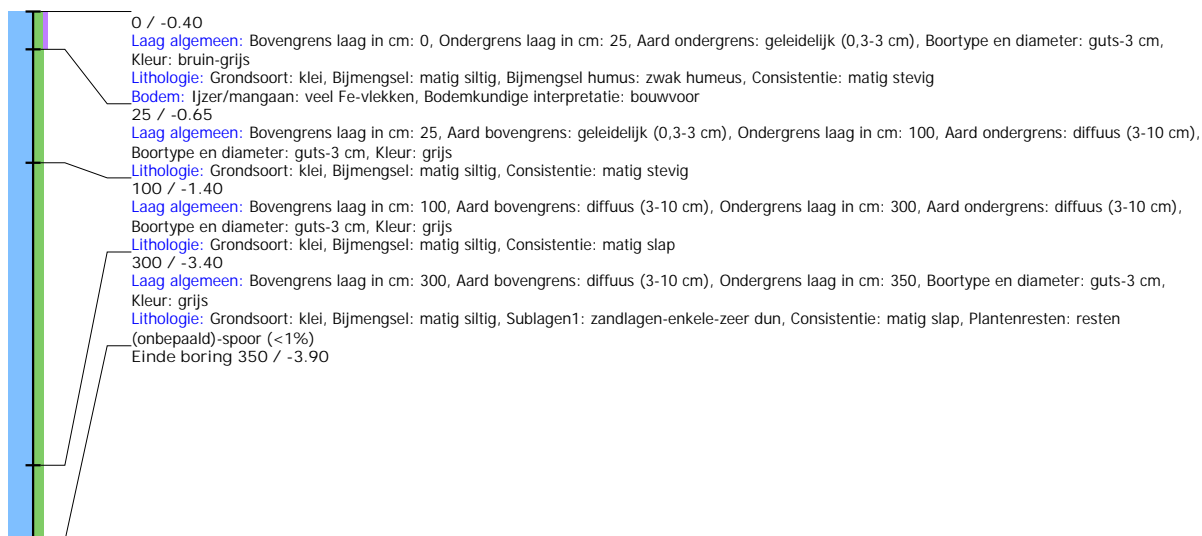 0 / -0.40
Laag algemeen: Bovengrens laag in cm: 0, Ondergrens laag in cm: 25, Aard ondergrens: geleidelijk (0,3-3 cm), Boortype en diameter: guts-3 cm,
Kleur: bruin-grijs
Lithologie: Grondsoort: klei, Bijmengsel: matig siltig, Bijmengsel humus: zwak humeus, Consistentie: matig stevig
Bodem: Ijzer/mangaan: veel Fe-vlekken, Bodemkundige interpretatie: bouwvoor
25 / -0.65
Laag algemeen: Bovengrens laag in cm: 25, Aard bovengrens: geleidelijk (0,3-3 cm), Ondergrens laag in cm: 100, Aard ondergrens: diffuus (3-10 cm),
Boortype en diameter: guts-3 cm, Kleur: grijs
Lithologie: Grondsoort: klei, Bijmengsel: matig siltig, Consistentie: matig stevig
100 / -1.40
Laag algemeen: Bovengrens laag in cm: 100, Aard bovengrens: diffuus (3-10 cm), Ondergrens laag in cm: 300, Aard ondergrens: diffuus (3-10 cm),
Boortype en diameter: guts-3 cm, Kleur: grijs
Lithologie: Grondsoort: klei, Bijmengsel: matig siltig, Consistentie: matig slap
300 / -3.40
Laag algemeen: Bovengrens laag in cm: 300, Aard bovengrens: diffuus (3-10 cm), Ondergrens laag in cm: 350, Boortype en diameter: guts-3 cm,
Kleur: grijs
Lithologie: Grondsoort: klei, Bijmengsel: matig siltig, Sublagen1: zandlagen-enkele-zeer dun, Consistentie: matig slap, Plantenresten: resten
(onbepaald)-spoor (<1%)
Einde boring 350 / -3.90